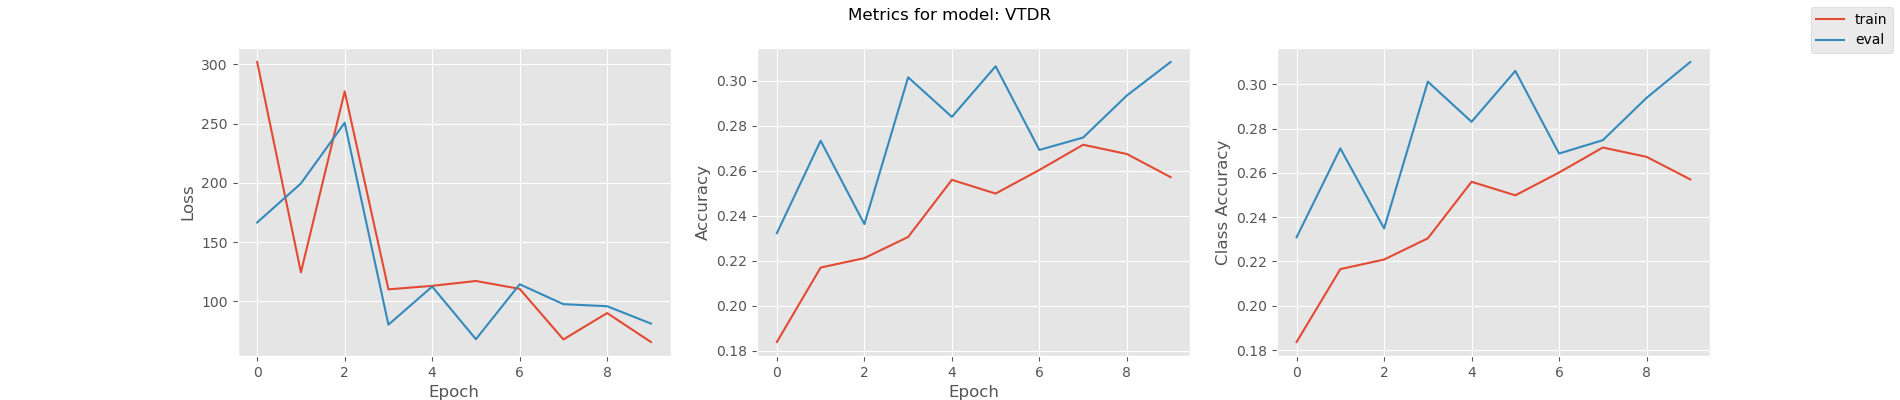 Metrics for model: VTDR
train
eval
Loss
300
250
200
150
100
0 2 4 6 8
Epoch
Accuracy
0.30
0.28
0.26
0.24
0.22
0.20
0.18
0 2 4 6 8
Epoch
Class Accuracy
0.30
0.28
0.26
0.24
0.22
0.20
0.18
0 2 4 6 8